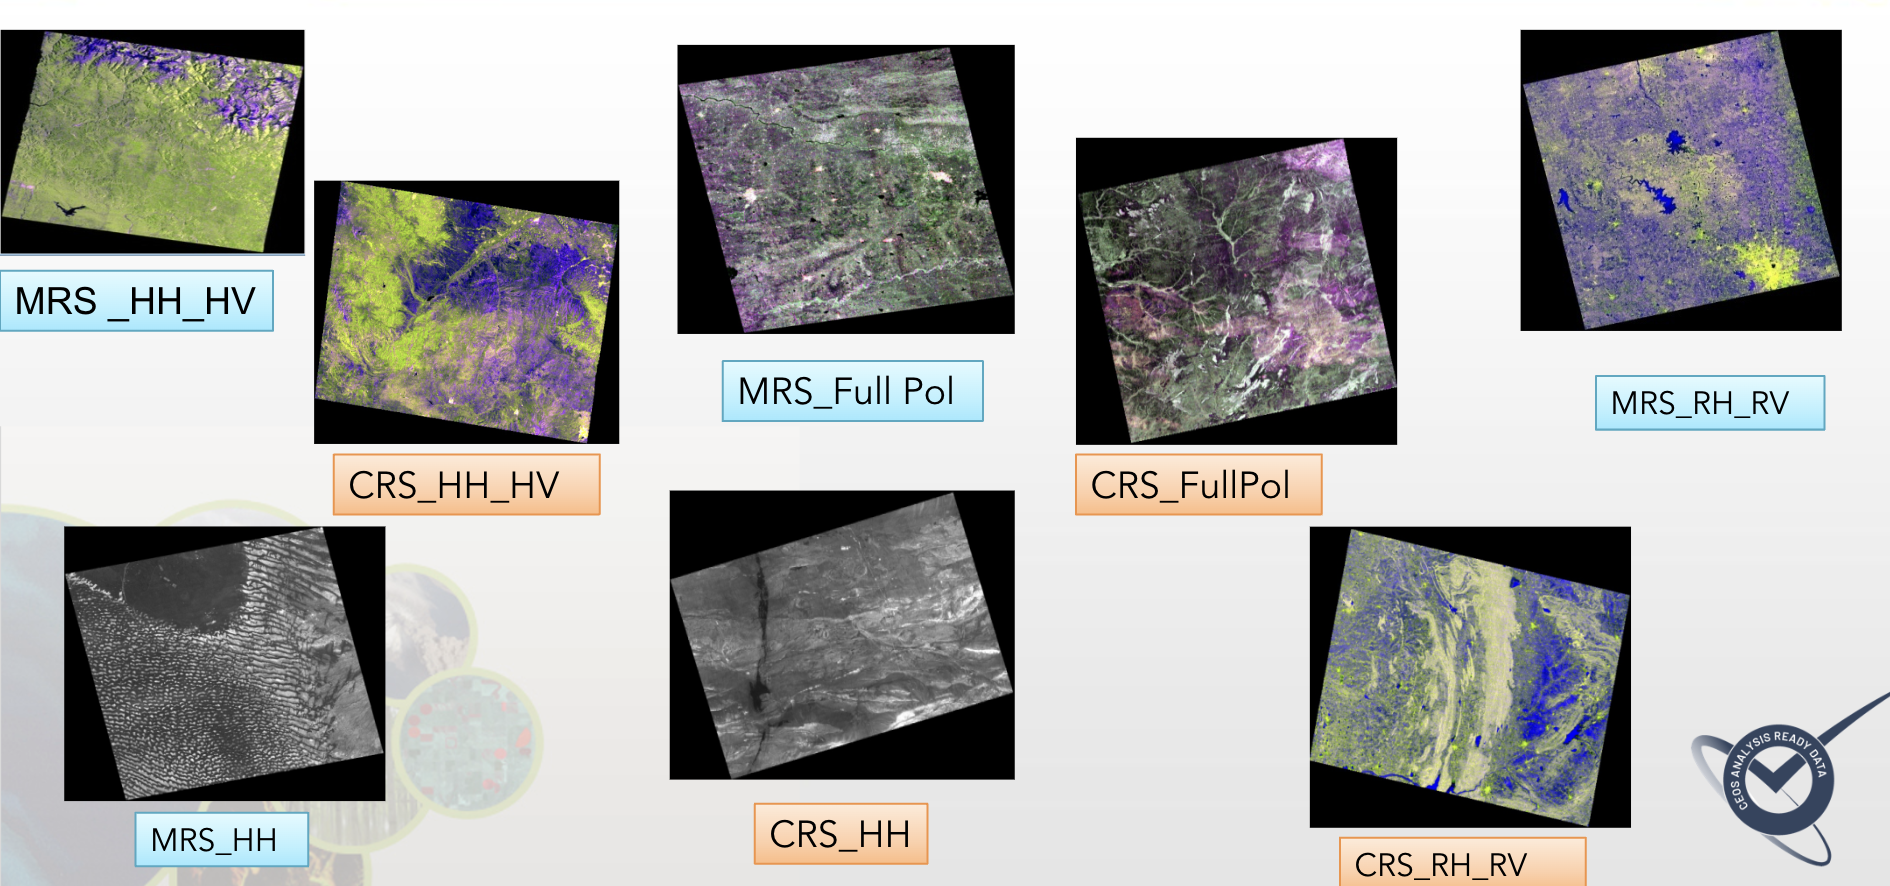 MRS _HH_HV
CRS_HH_HV
MRS_Full Pol
CRS_FullPol
MRS_RH_RV
MRS_HH
CRS_HH
CRS_RH_RV
CEOS ANALYSIS READY DATA